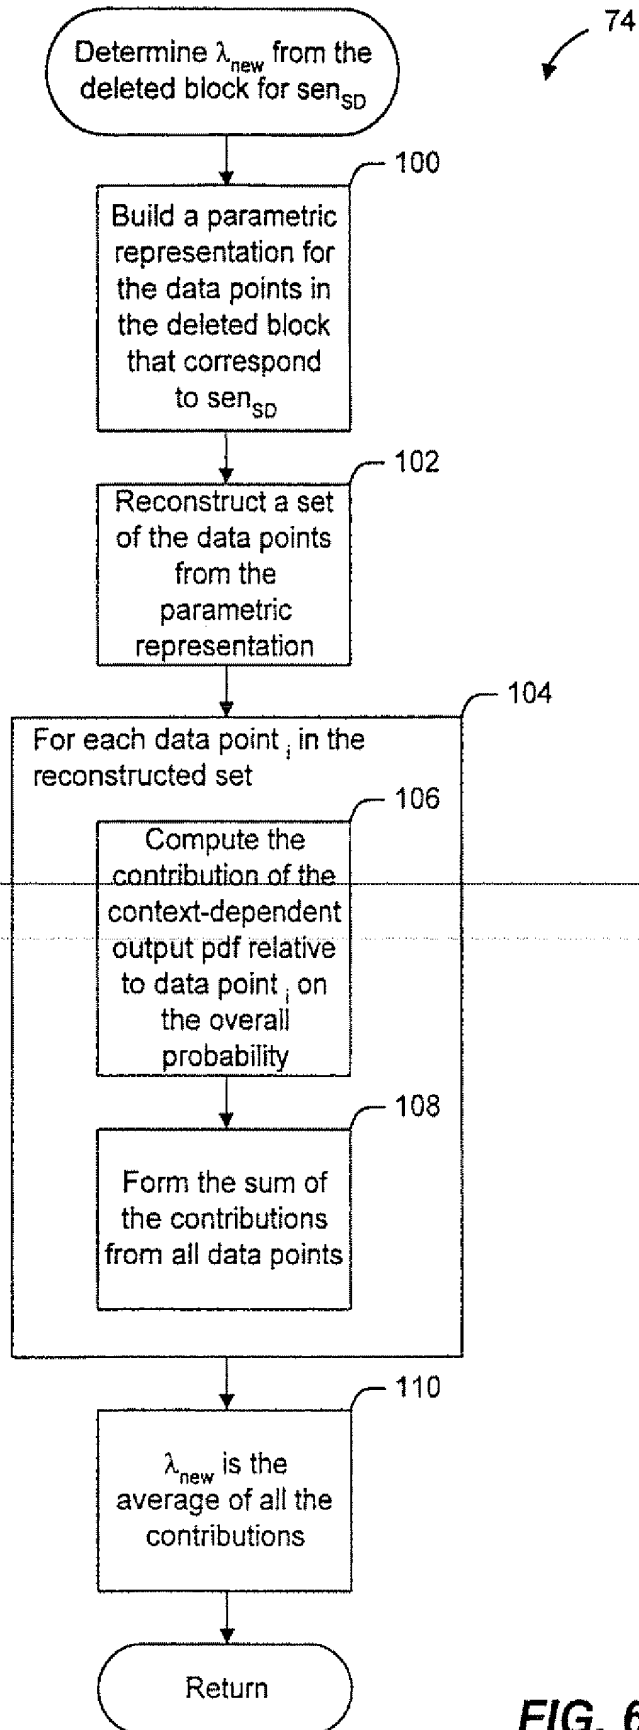 74
Determine λnew from the
deleted block for senSD
100
Build a parametric
representation for
the data points in
the deleted block
that correspond
to senSD
102
Reconstruct a set
of the data points
from the
parametric
representation
104
For each data point i in the
reconstructed set
106
Compute the
contribution of the
context-dependent
output pdf relative
to data point i on
the overall
probability
108
Form the sum of
the contributions
from all data points
110
λnew is the
average of all the
contributions
Return
FIG. 6